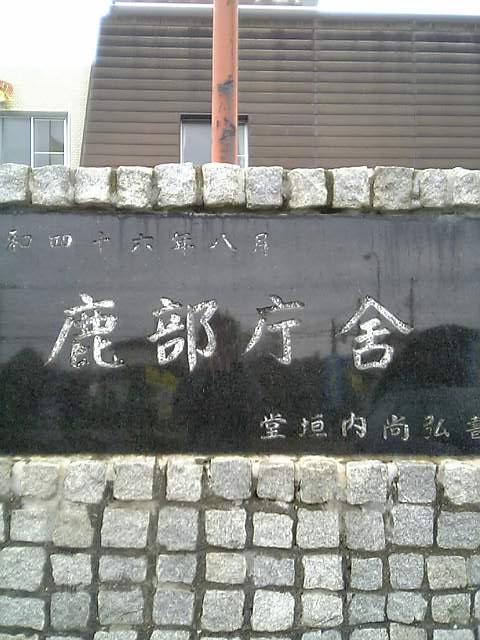 和四十六年八月
鹿部庁舎
堂垣内尚弘書